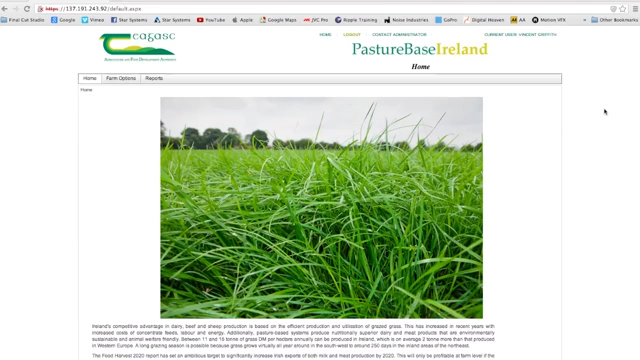 https://137.191.243.92/default.aspx
Final Cut Studio
Star Systems
Star Systems
Apple
Google Maps
JVC Pro
Ripple Training
Noise Industries
GoPro
Digital Heaven
AA
Motion VFX
Other Bookmarks
teagasc
AGRICULTURE AND FOOD DEVELOPMENT AUTHORITY
HOME | LOGOUT | CONTACT ADMINISTRATOR
CURRENT USER: VINCENT GRIFFITH
PastureBaseIreland
Home
Home Farm Options Reports
Home
Ireland's competitive advantage in dairy, beef and sheep production is based on the efficient production and utilisation of grazed grass. This has increased in recent years with
increased costs of concentrate feeds, labour and energy. Additionally, pasture-based systems produce nutritionally superior dairy and meat products that are environmentally
sustainable and animal welfare friendly. Between 11 and 15 tonne of grass DM per hectare annually can be produced in Ireland, which is on average 2 tonne more than that produced
in Western Europe. A long grazing season is possible because grass grows virtually all year around in the south-west to around 250 days in the inland areas of the northeast.
The Food Harvest 2020 report has set an ambitious target to significantly increase Irish exports of both milk and meat production by 2020. This will only be profitable at farm level if the